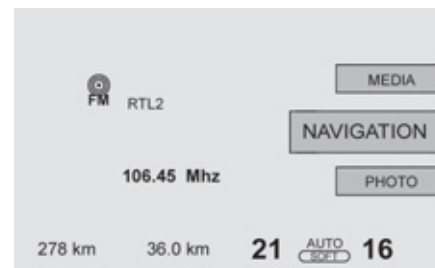 MEDIA
FM RTL2
NAVIGATION
106.45 Mhz
PHOTO
278 km 36.0 km 21 AUTO SOFT 16